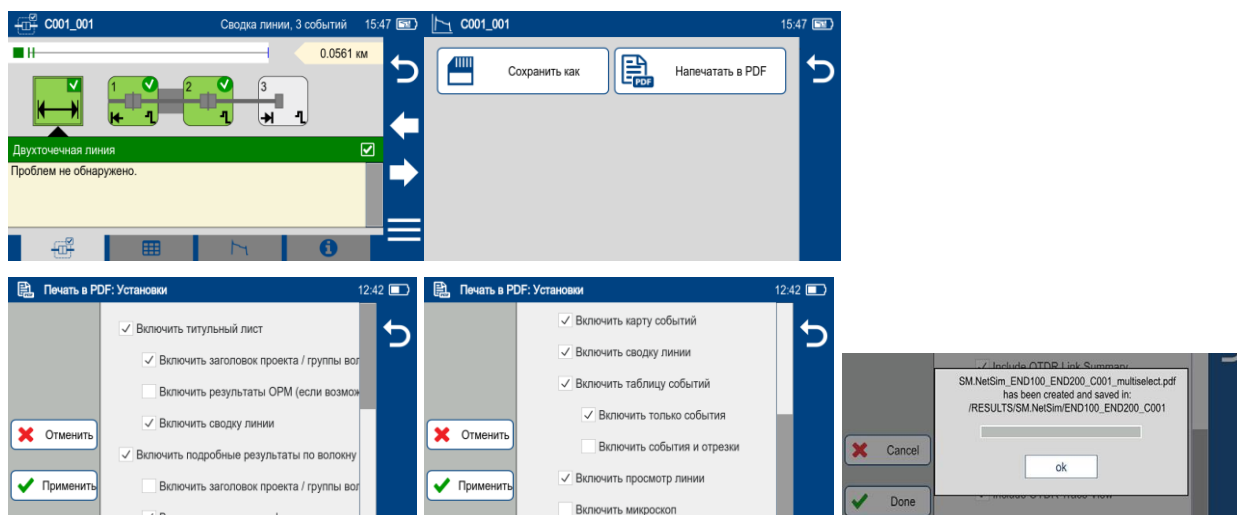 C001_001
Сводка линии, 3 событий
15:47
0.0561 км
1
2
3
Двухточечная линия
Проблем не обнаружено.
C001_001
15:47
Сохранить как
PDF
Напечатать в PDF
Печать в PDF: Установки
12:42
Включить титульный лист
Включить заголовок проекта / группы вол
Включить результаты OPM (если возмож
Включить сводку линии
Включить подробные результаты по волокну
Включить заголовок проекта / группы вол
Отменить
Применить
Печать в PDF: Установки
12:42
Включить карту событий
Включить сводку линии
Включить таблицу событий
Включить только события
Включить события и отрезки
Включить просмотр линии
Включить микроскоп
Отменить
Применить
Include OTDR Link Summary
SM.NetSim_END100_END200_C001_multiselect.pdf
has been created and saved in:
/RESULTS/SM.NetSim/END100_END200_C001
ok
Cancel
Done